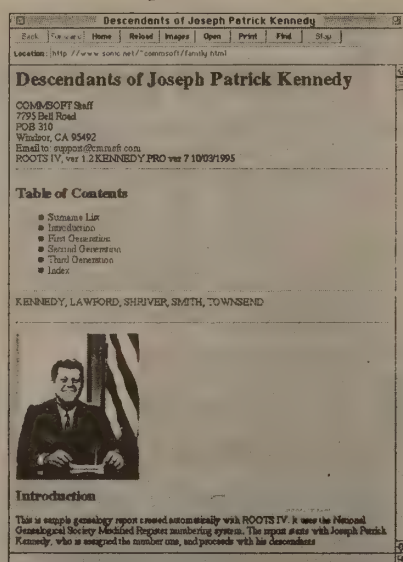 Descendants of Joseph Patrick Kennedy
Back Forward Home Reload Images Open Print Find Stop
Location: http://www.sonic.net/~commsoft/family.html
Descendants of Joseph Patrick Kennedy
COMMSOFT Staff
7795 Bell Road
POB 310
Windsor, CA 95492
Email to: support@cmmsoft.com
ROOTS IV, ver 1.2 KENNEDY.PRO ver 7 10/03/1995
Table of Contents
Surname List
Introduction
First Generation
Second Generation
Third Generation
Index
KENNEDY, LAWFORD, SHRIVER, SMITH, TOWNSEND
Introduction
This is sample genealogy report created automatically with ROOTS IV. It uses the National
Genealogical Society Modified Register numbering system. The report starts with Joseph Patrick
Kennedy, who is assigned the number one, and proceeds with his descendants